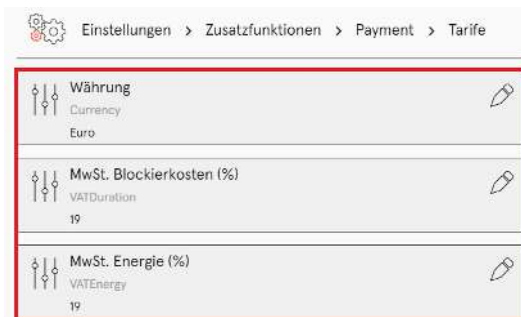 Einstellungen > Zusatzfunktionen > Payment > Tarife
Währung
Currency
Euro
MwSt. Blockierkosten (%)
VATDuration
19
MwSt. Energie (%)
VATEnergy
19